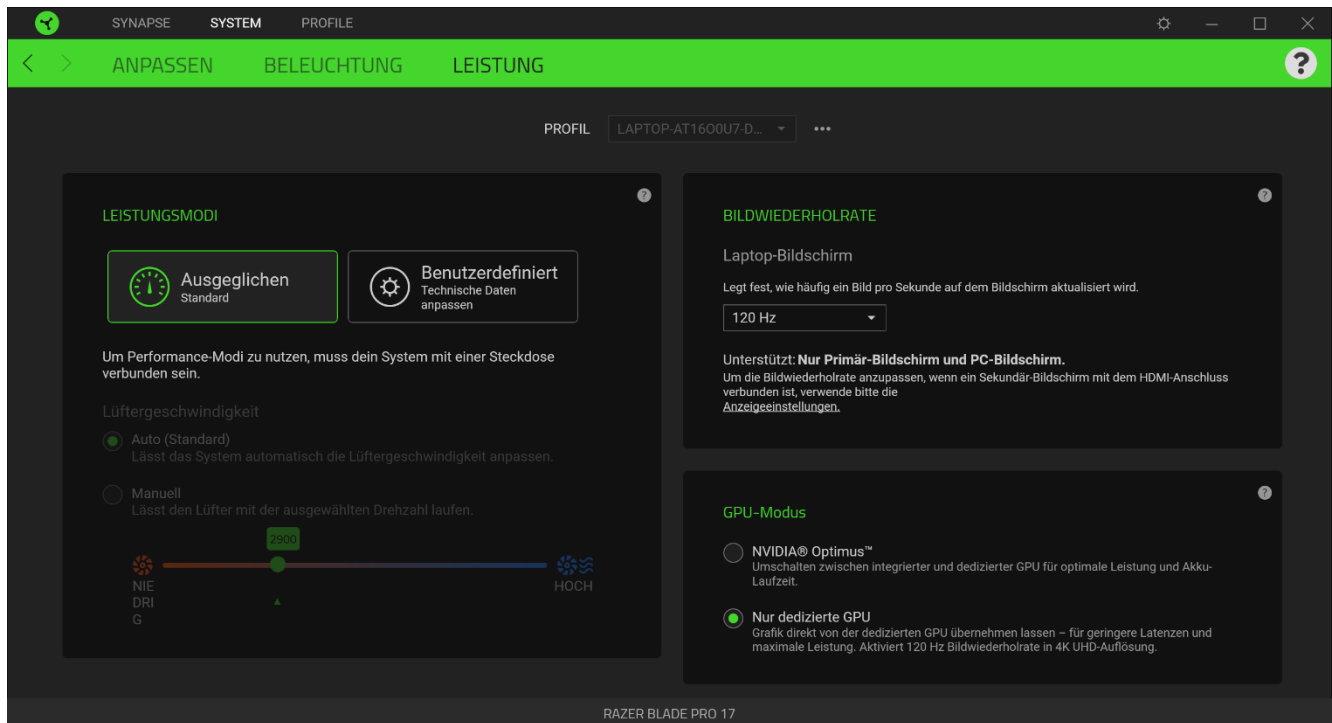 SYNAPSE SYSTEM PROFILE
ANPASSEN BELEUCHTUNG LEISTUNG
?
PROFIL LAPTOP-AT16O0U7-D... •••
LEISTUNGSMODI
?
Ausgeglichen
Standard
Benutzerdefiniert
Technische Daten
anpassen
Um Performance-Modi zu nutzen, muss dein System mit einer Steckdose
verbunden sein.
Lüftergeschwindigkeit
Auto (Standard)
Lässt das System automatisch die Lüftergeschwindigkeit anpassen.
Manuell
Lässt den Lüfter mit der ausgewählten Drehzahl laufen.
2900
NIE
DRI
G
HOCH
BILDWIEDERHOLRATE
?
Laptop-Bildschirm
Legt fest, wie häufig ein Bild pro Sekunde auf dem Bildschirm aktualisiert wird.
120 Hz
Unterstützt: Nur Primär-Bildschirm und PC-Bildschirm.
Um die Bildwiederholrate anzupassen, wenn ein Sekundär-Bildschirm mit dem HDMI-Anschluss
verbunden ist, verwende bitte die
Anzeigeeinstellungen.
GPU-Modus
?
NVIDIA® Optimus™
Umschalten zwischen integrierter und dedizierter GPU für optimale Leistung und Akku-
Laufzeit.
Nur dedizierte GPU
Grafik direkt von der dedizierten GPU übernehmen lassen – für geringere Latenzen und
maximale Leistung. Aktiviert 120 Hz Bildwiederholrate in 4K UHD-Auflösung.
RAZER BLADE PRO 17